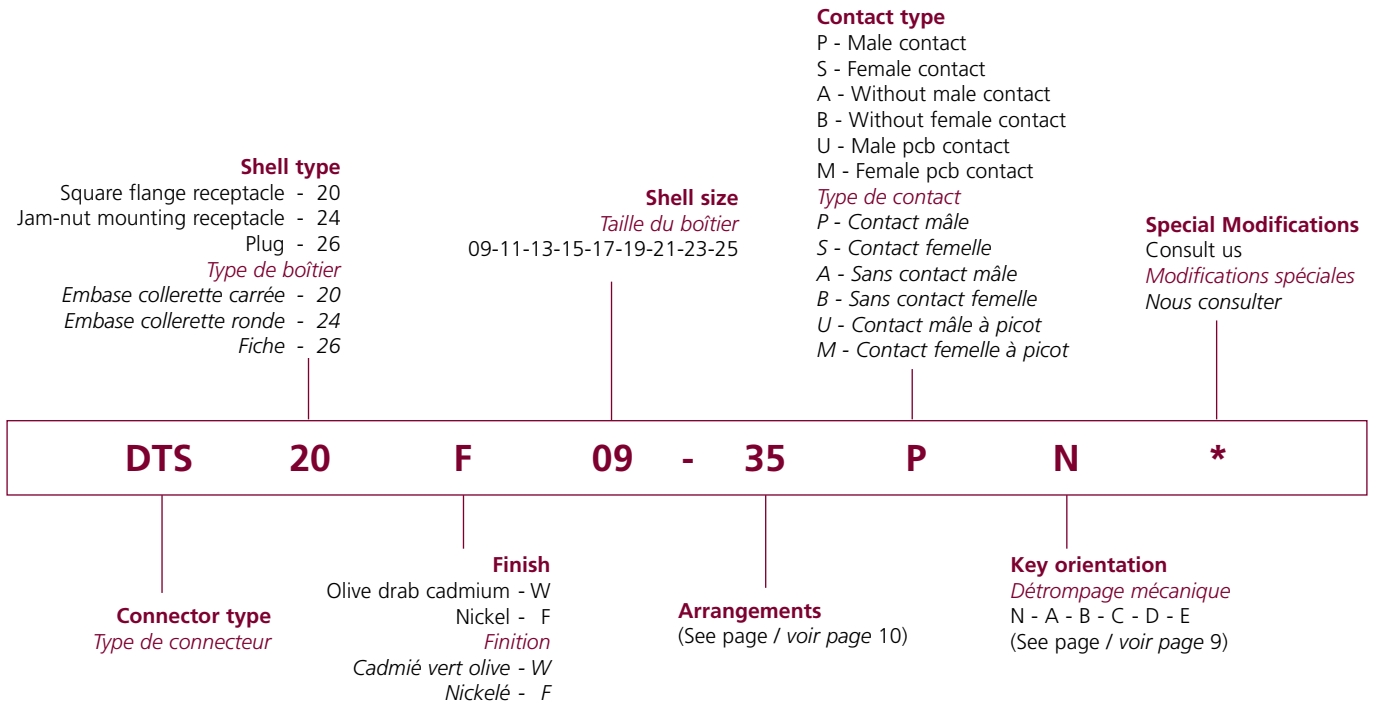 Contact type
P - Male contact
S - Female contact
A - Without male contact
B - Without female contact
U - Male pcb contact
M - Female pcb contact
Type de contact
P - Contact mâle
S - Contact femelle
A - Sans contact mâle
B - Sans contact femelle
U - Contact mâle à picot
M - Contact femelle à picot
Shell type
Square flange receptacle - 20
Jam-nut mounting receptacle - 24
Plug - 26
Type de boîtier
Embase collerette carrée - 20
Embase collerette ronde - 24
Fiche - 26
Shell size
Taille du boîtier
09-11-13-15-17-19-21-23-25
Special Modifications
Consult us
Modifications spéciales
Nous consulter
DTS 20 F 09 - 35 P N *
Connector type
Type de connecteur
Finish
Olive drab cadmium - W
Nickel - F
Finition
Cadmié vert olive - W
Nickelé - F
Arrangements
(See page / voir page 10)
Key orientation
Détrompage mécanique
N - A - B - C - D - E
(See page / voir page 9)